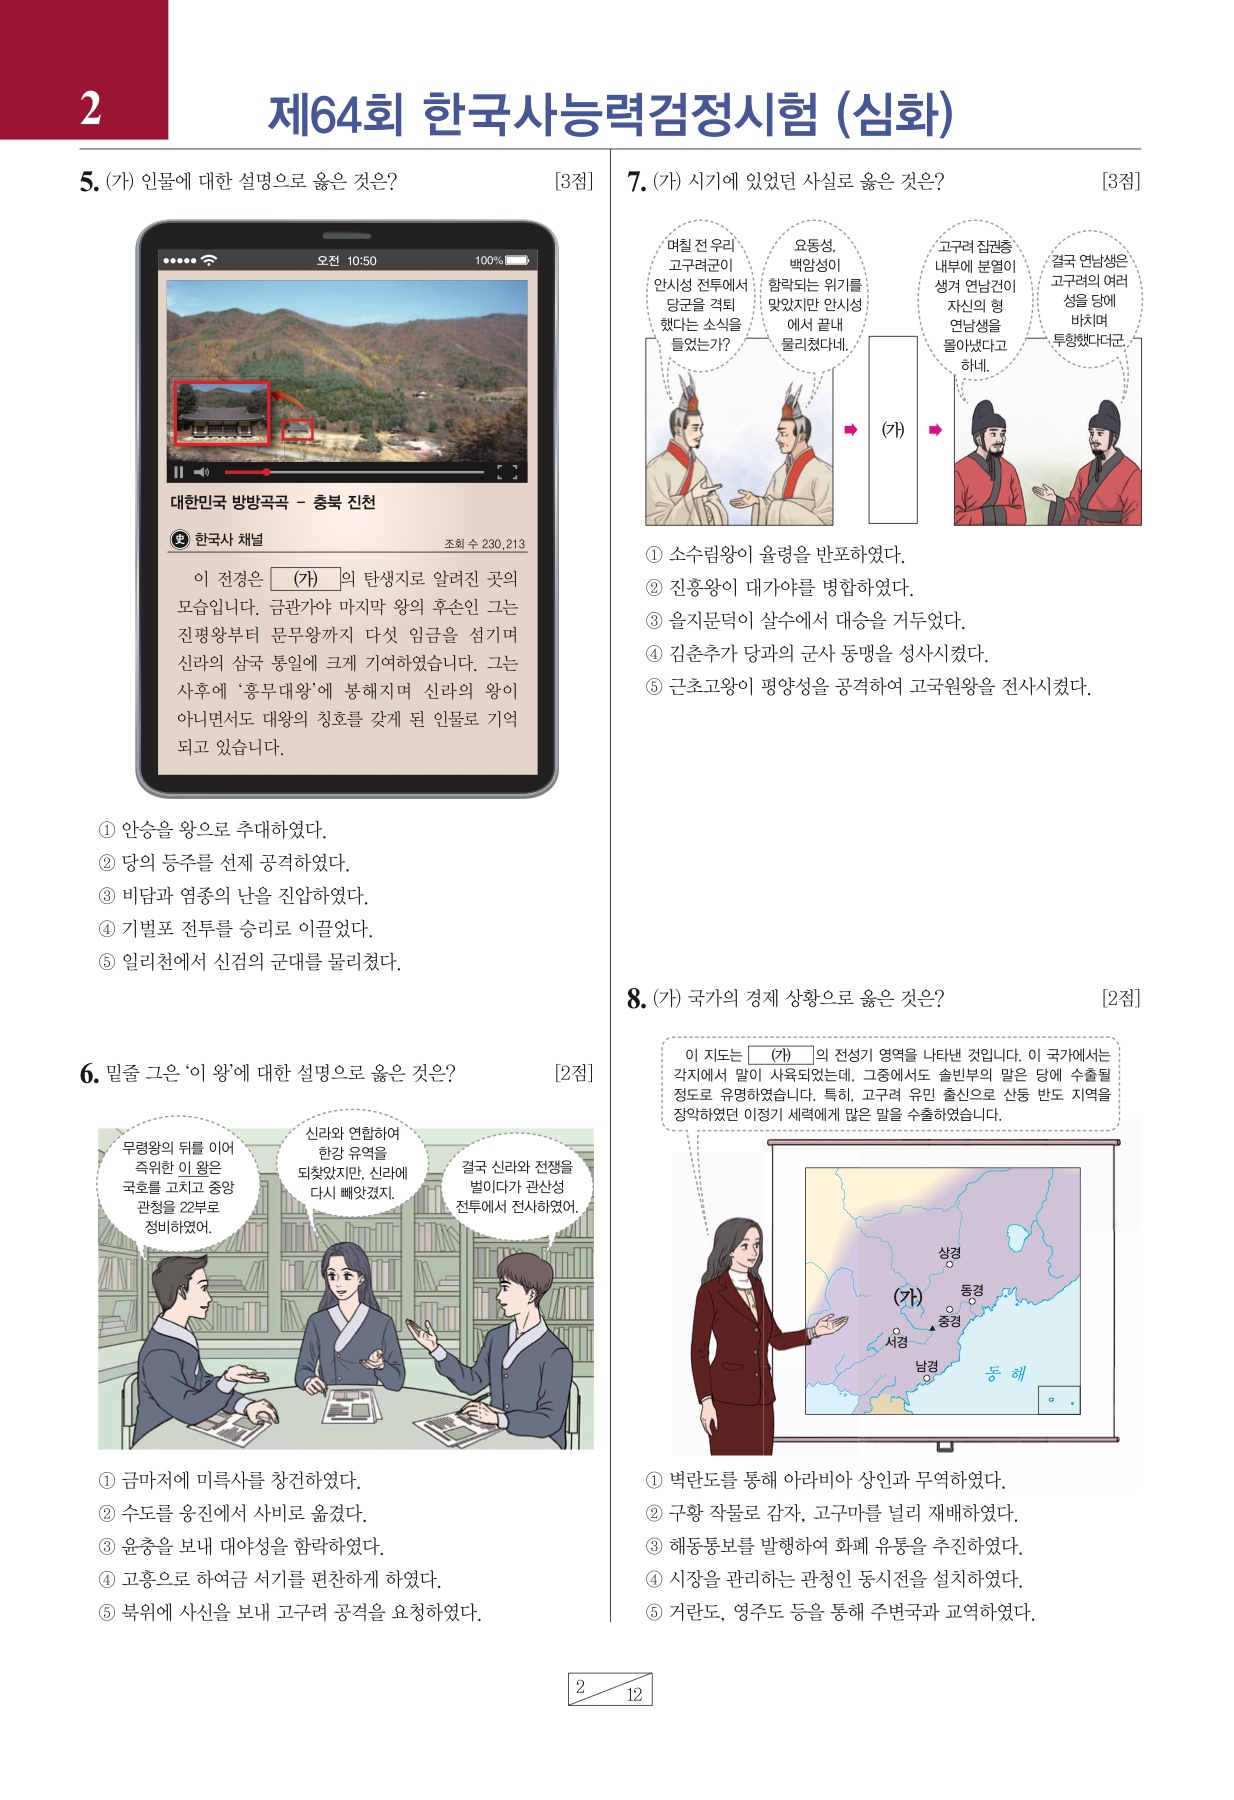 2
제64회 한국사능력검정시험 (심화)
5. (가) 인물에 대한 설명으로 옳은 것은? [3점]
오전 10:50
100%
대한민국 방방곡곡 - 충북 진천
史 한국사 채널
조회 수 230,213
이 전경은 (가) 의 탄생지로 알려진 곳의
모습입니다. 금관가야 마지막 왕의 후손인 그는
진평왕부터 문무왕까지 다섯 임금을 섬기며
신라의 삼국 통일에 크게 기여하였습니다. 그는
사후에 ‘흥무대왕’에 봉해지며 신라의 왕이
아니면서도 대왕의 칭호를 갖게 된 인물로 기억
되고 있습니다.
① 안승을 왕으로 추대하였다.
② 당의 등주를 선제 공격하였다.
③ 비담과 염종의 난을 진압하였다.
④ 기벌포 전투를 승리로 이끌었다.
⑤ 일리천에서 신검의 군대를 물리쳤다.
6. 밑줄 그은 ‘이 왕’에 대한 설명으로 옳은 것은? [2점]
무령왕의 뒤를 이어
즉위한 이 왕은
국호를 고치고 중앙
관청을 22부로
정비하였어.
신라와 연합하여
한강 유역을
되찾았지만, 신라에
다시 빼앗겼지.
결국 신라와 전쟁을
벌이다가 관산성
전투에서 전사하였어.
① 금마저에 미륵사를 창건하였다.
② 수도를 웅진에서 사비로 옮겼다.
③ 윤충을 보내 대야성을 함락하였다.
④ 고흥으로 하여금 서기를 편찬하게 하였다.
⑤ 북위에 사신을 보내 고구려 공격을 요청하였다.
7. (가) 시기에 있었던 사실로 옳은 것은? [3점]
며칠 전 우리
고구려군이
안시성 전투에서
당군을 격퇴
했다는 소식을
들었는가?
요동성,
백암성이
함락되는 위기를
맞았지만 안시성
에서 끝내
물리쳤다네.
(가)
고구려 집권층
내부에 분열이
생겨 연남건이
자신의 형
연남생을
몰아냈다고
하네.
결국 연남생은
고구려의 여러
성을 당에
바치며
투항했다더군.
① 소수림왕이 율령을 반포하였다.
② 진흥왕이 대가야를 병합하였다.
③ 을지문덕이 살수에서 대승을 거두었다.
④ 김춘추가 당과의 군사 동맹을 성사시켰다.
⑤ 근초고왕이 평양성을 공격하여 고국원왕을 전사시켰다.
8. (가) 국가의 경제 상황으로 옳은 것은? [2점]
이 지도는 (가) 의 전성기 영역을 나타낸 것입니다. 이 국가에서는
각지에서 말이 사육되었는데, 그중에서도 솔빈부의 말은 당에 수출될
정도로 유명하였습니다. 특히, 고구려 유민 출신으로 산둥 반도 지역을
장악하였던 이정기 세력에게 많은 말을 수출하였습니다.
상경
(가)
동경
중경
서경
남경
동 해
① 벽란도를 통해 아라비아 상인과 무역하였다.
② 구황 작물로 감자, 고구마를 널리 재배하였다.
③ 해동통보를 발행하여 화폐 유통을 추진하였다.
④ 시장을 관리하는 관청인 동시전을 설치하였다.
⑤ 거란도, 영주도 등을 통해 주변국과 교역하였다.
2
12